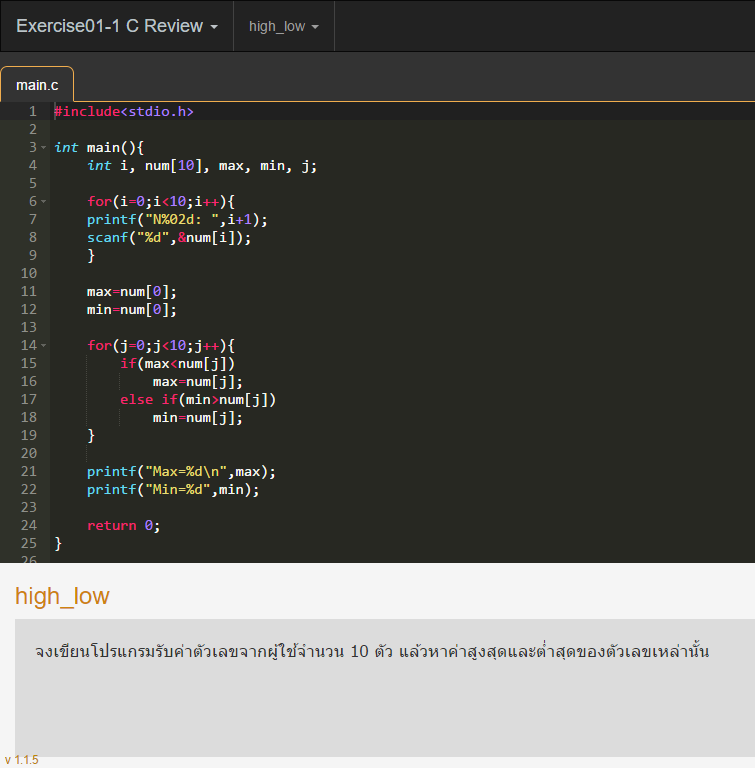 Exercise01-1 C Review high_low
main.c
1 #include<stdio.h>
2
3 int main(){
4 int i, num[10], max, min, j;
5
6 for(i=0;i<10;i++){
7 printf("N%02d: ",i+1);
8 scanf("%d",&num[i]);
9 }
10
11 max=num[0];
12 min=num[0];
13
14 for(j=0;j<10;j++){
15 if(max<num[j])
16 max=num[j];
17 else if(min>num[j])
18 min=num[j];
19 }
20
21 printf("Max=%d\n",max);
22 printf("Min=%d",min);
23
24 return 0;
25 }
26
high_low
จงเขียนโปรแกรมรับค่าตัวเลขจากผู้ใช้จำนวน 10 ตัว แล้วหาค่าสูงสุดและต่ำสุดของตัวเลขเหล่านั้น
v 1.1.5